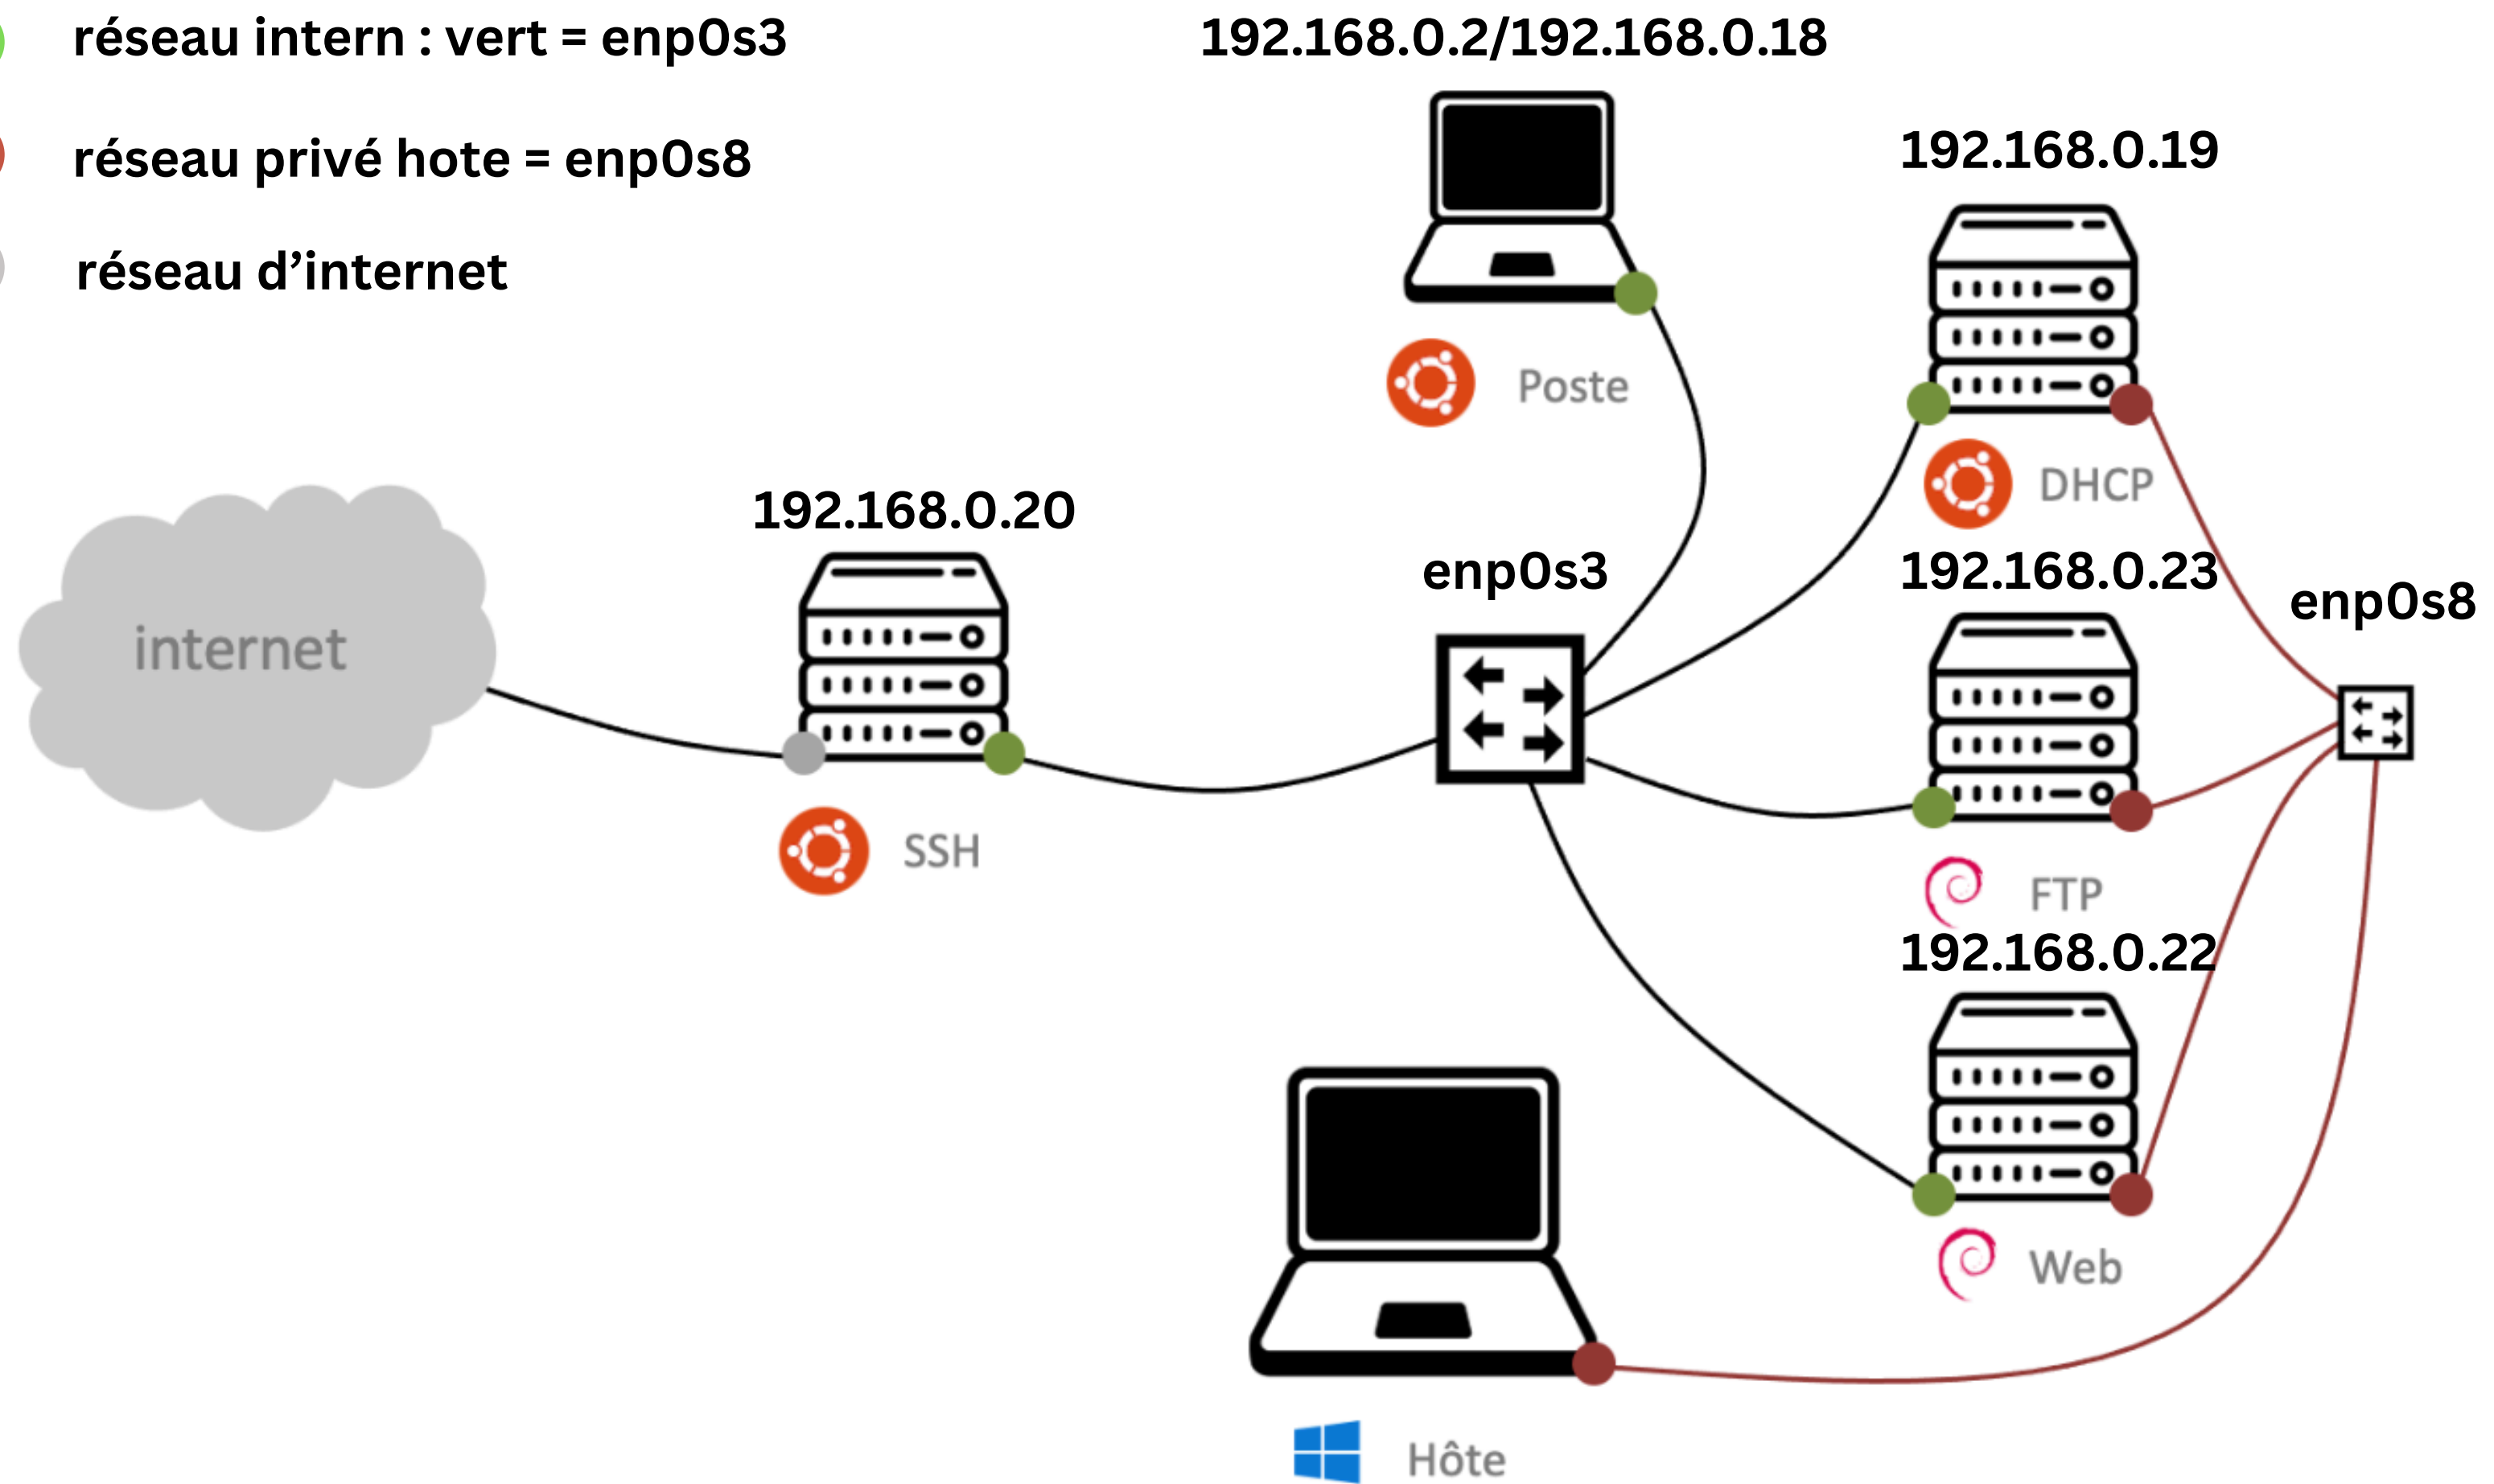 réseau intern : vert = enp0s3
réseau privé hote = enp0s8
réseau d'internet
192.168.0.2/192.168.0.18
Poste
192.168.0.19
DHCP
internet
192.168.0.20
SSH
enp0s3
192.168.0.23
FTP
enp0s8
192.168.0.22
Web
Hôte